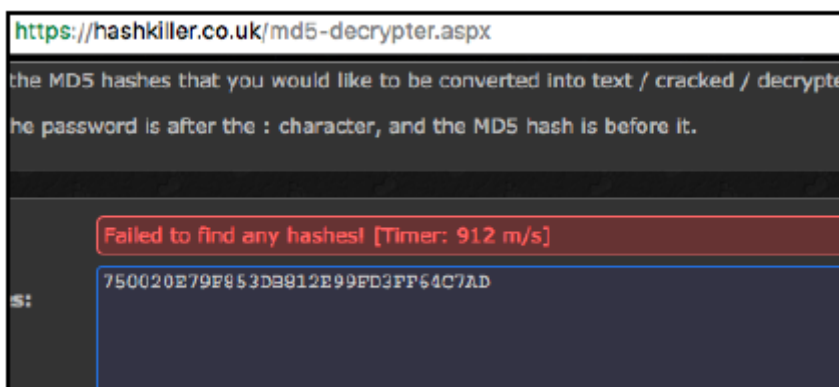 https://hashkiller.co.uk/md5-decrypter.aspx
the MD5 hashes that you would like to be converted into text / cracked / decrypte
he password is after the : character, and the MD5 hash is before it.
Failed to find any hashes! [Timer: 912 m/s]
s:
750020E79F853DB812E99FD3FF64C7AD